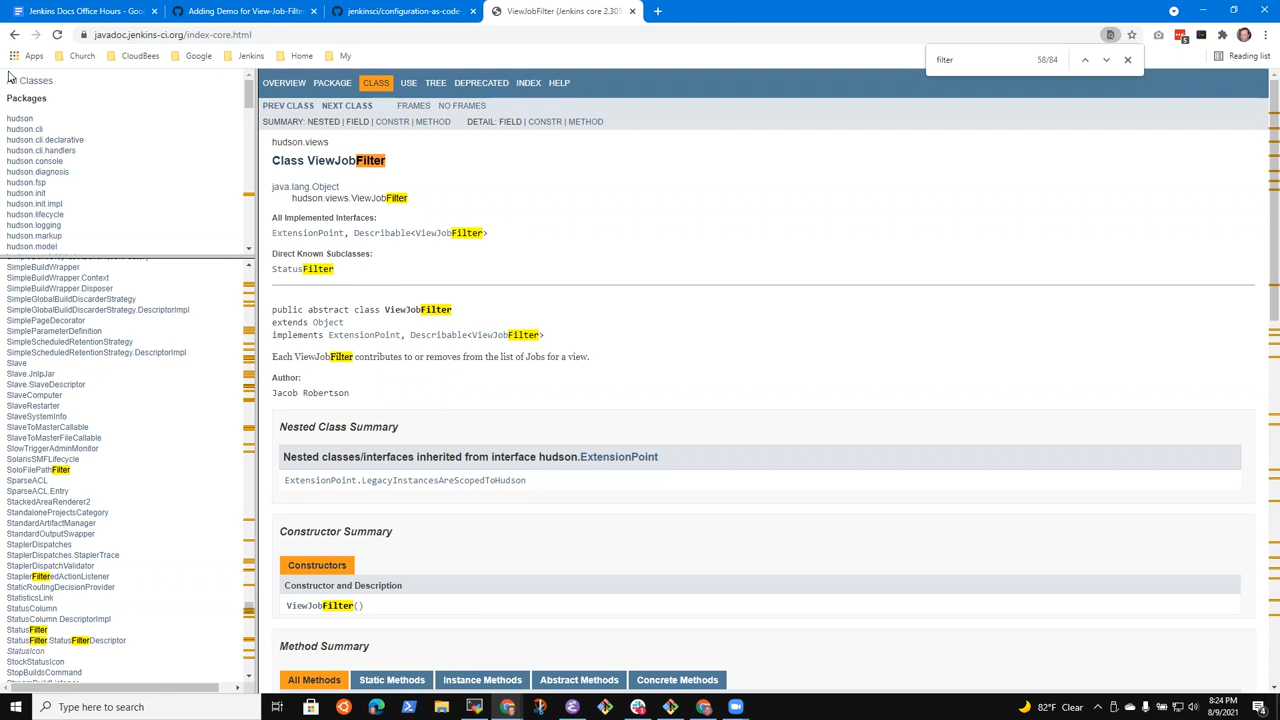 Jenkins Docs Office Hours - Goo
Adding Demo for View-Job-Filter
jenkinsci/configuration-as-code-
ViewJobFilter (Jenkins core 2.305
javadoc.jenkins-ci.org/index-core.html
Apps
Church
CloudBees
Google
Jenkins
Home
My
Reading list
filter
58/84
All Classes
Packages
hudson
hudson.cli
hudson.cli.declarative
hudson.cli.handlers
hudson.console
hudson.diagnosis
hudson.fsp
hudson.init
hudson.init.impl
hudson.lifecycle
hudson.logging
hudson.markup
hudson.model
SimpleBuildWrapper
SimpleBuildWrapper.Context
SimpleBuildWrapper.Disposer
SimpleGlobalBuildDiscarderStrategy
SimpleGlobalBuildDiscarderStrategy.DescriptorImpl
SimplePageDecorator
SimpleParameterDefinition
SimpleScheduledRetentionStrategy
SimpleScheduledRetentionStrategy.DescriptorImpl
Slave
Slave.JnlpJar
Slave.SlaveDescriptor
SlaveComputer
SlaveRestarter
SlaveSystemInfo
SlaveToMasterCallable
SlaveToMasterFileCallable
SlowTriggerAdminMonitor
SolarisSMFLifecycle
SoloFilePathFilter
SparseACL
SparseACL.Entry
StackedAreaRenderer2
StandaloneProjectsCategory
StandardArtifactManager
StandardOutputSwapper
StaplerDispatches
StaplerDispatches.StaplerTrace
StaplerDispatchValidator
StaplerFilteredActionListener
StaticRoutingDecisionProvider
StatisticsLink
StatusColumn
StatusColumn.DescriptorImpl
StatusFilter
StatusFilter.StatusFilterDescriptor
StatusIcon
StockStatusIcon
StopBuildsCommand
OVERVIEW PACKAGE CLASS USE TREE DEPRECATED INDEX HELP
PREV CLASS NEXT CLASS FRAMES NO FRAMES
SUMMARY: NESTED | FIELD | CONSTR | METHOD DETAIL: FIELD | CONSTR | METHOD
hudson.views
Class ViewJobFilter
java.lang.Object
hudson.views.ViewJobFilter
All Implemented Interfaces:
ExtensionPoint, Describable<ViewJobFilter>
Direct Known Subclasses:
StatusFilter
public abstract class ViewJobFilter
extends Object
implements ExtensionPoint, Describable<ViewJobFilter>
Each ViewJobFilter contributes to or removes from the list of Jobs for a view.
Author:
Jacob Robertson
Nested Class Summary
Nested classes/interfaces inherited from interface hudson.ExtensionPoint
ExtensionPoint.LegacyInstancesAreScopedToHudson
Constructor Summary
Constructors
Constructor and Description
ViewJobFilter()
Method Summary
All Methods Static Methods Instance Methods Abstract Methods Concrete Methods
Type here to search
82°F Clear
8:24 PM
8/9/2021